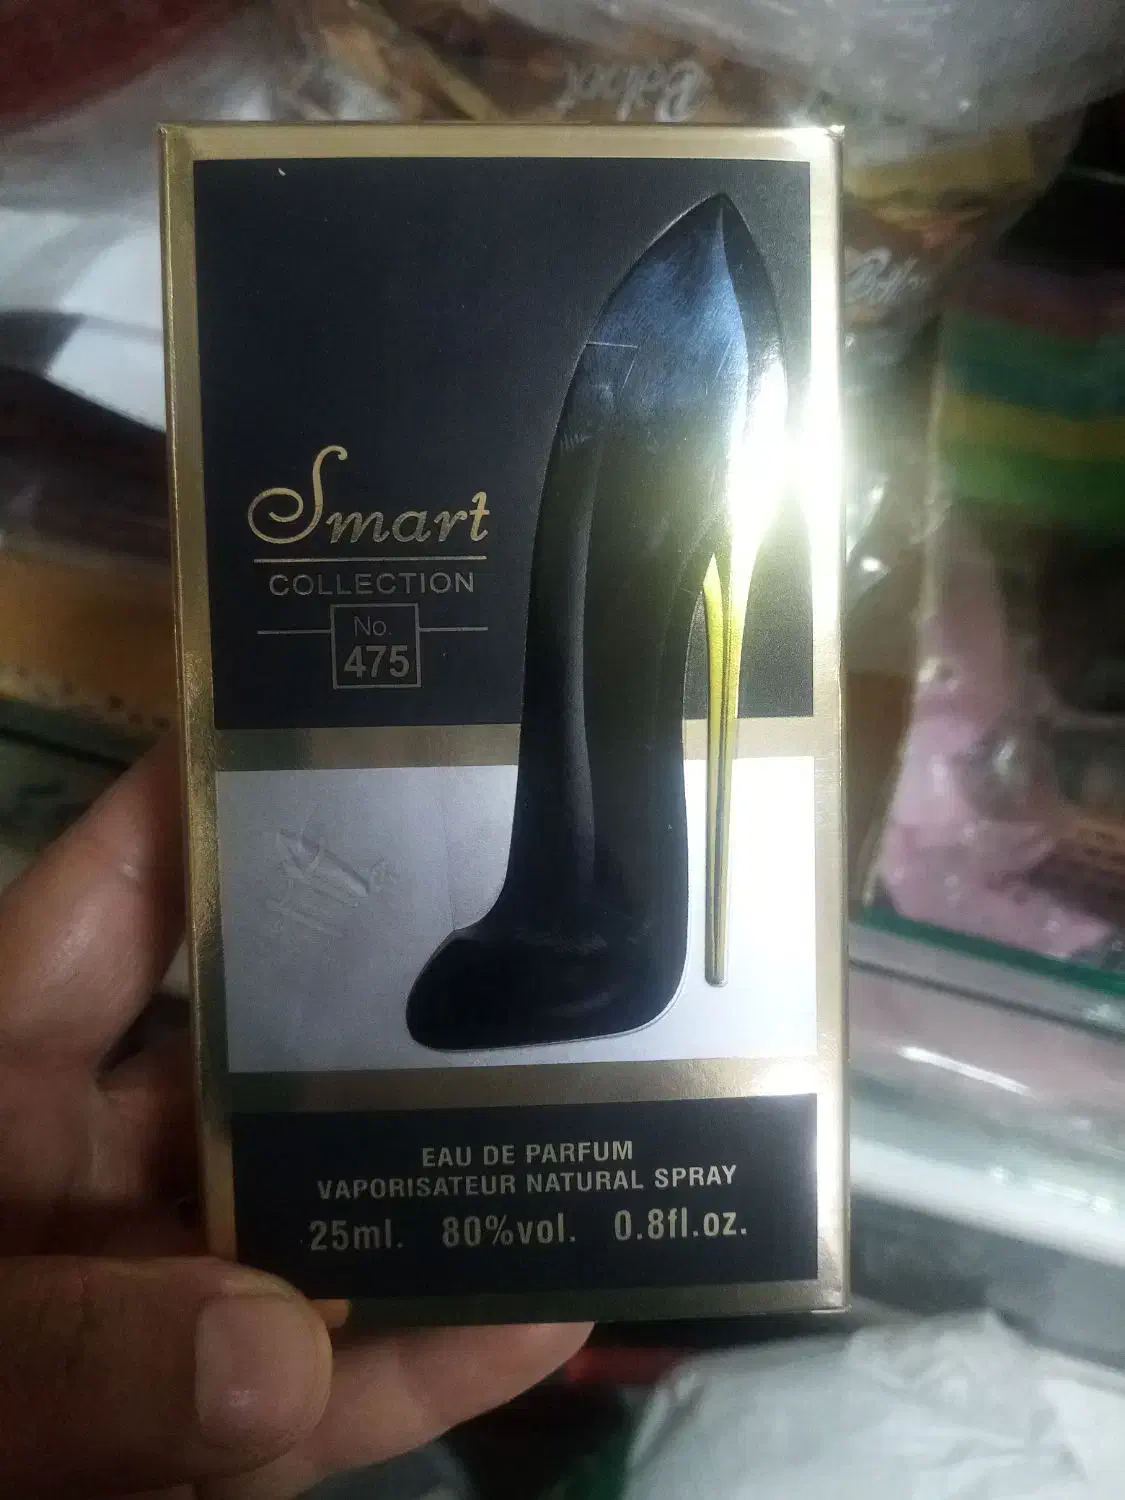 Smart
COLLECTION
No.
475
EAU DE PARFUM
VAPORISATEUR NATURAL SPRAY
25ml. 80%vol. 0.8fl.oz.